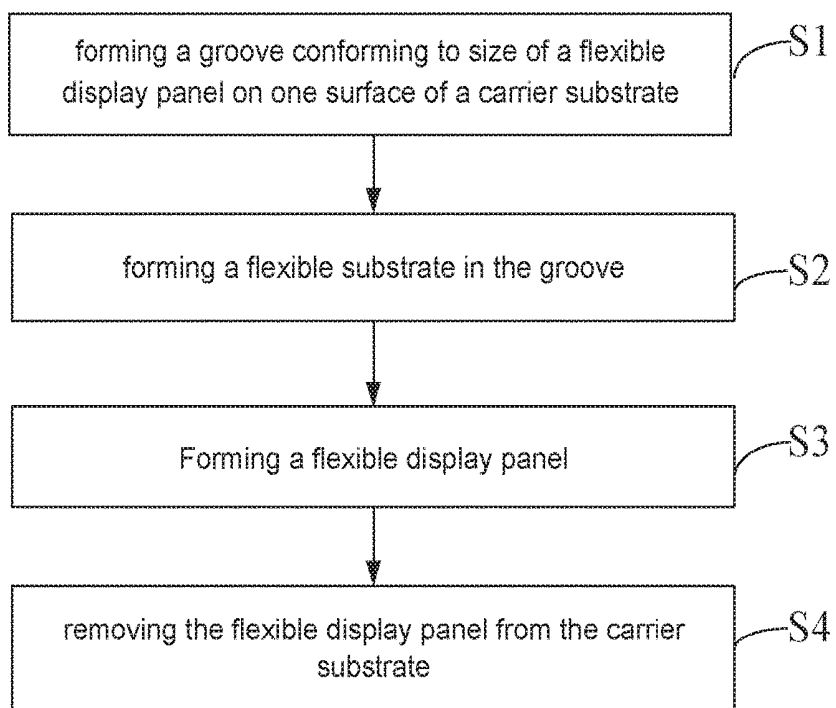 forming a groove conforming to size of a flexible
display panel on one surface of a carrier substrate
S1
forming a flexible substrate in the groove
S2
Forming a flexible display panel
S3
removing the flexible display panel from the carrier
substrate
S4